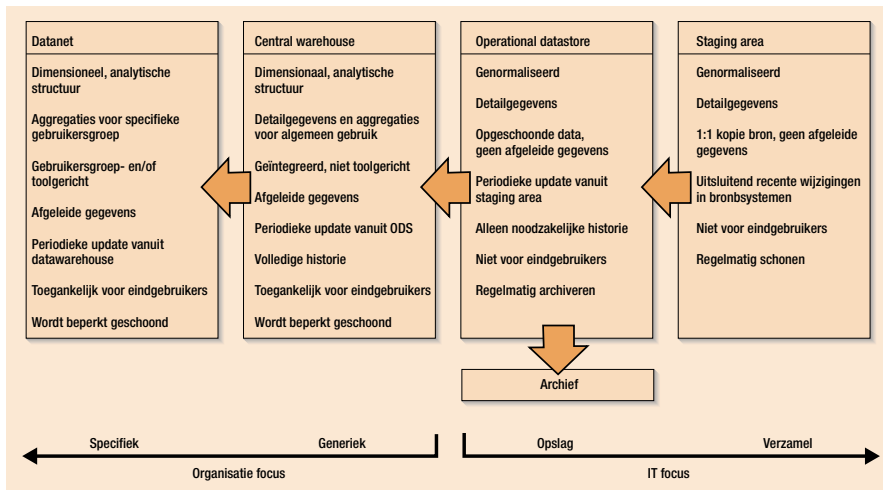 Datanet
Dimensioneel, analytische
structuur
Aggregaties voor specifieke
gebruikersgroep
Gebruikersgroep- en/of
toolgericht
Afgeleide gegevens
Periodieke update vanuit
datawarehouse
Toegankelijk voor eindgebruikers
Wordt beperkt geschoond
Central warehouse
Dimensionaal, analytische
structuur
Detailgegevens en aggregaties
voor algemeen gebruik
Geïntegreerd, niet toolgericht
Afgeleide gegevens
Periodieke update vanuit ODS
Volledige historie
Toegankelijk voor eindgebruikers
Wordt beperkt geschoond
Operational datastore
Genormaliseerd
Detailgegevens
Opgeschoonde data,
geen afgeleide gegevens
Periodieke update vanuit
staging area
Alleen noodzakelijke historie
Niet voor eindgebruikers
Regelmatig archiveren
Staging area
Genormaliseerd
Detailgegevens
1:1 kopie bron, geen afgeleide
gegevens
Uitsluitend recente wijzigingen
in bronbsystemen
Niet voor eindgebruikers
Regelmatig schonen
Archief
Specifiek
Generiek
Opslag
Verzamel
Organisatie focus
IT focus